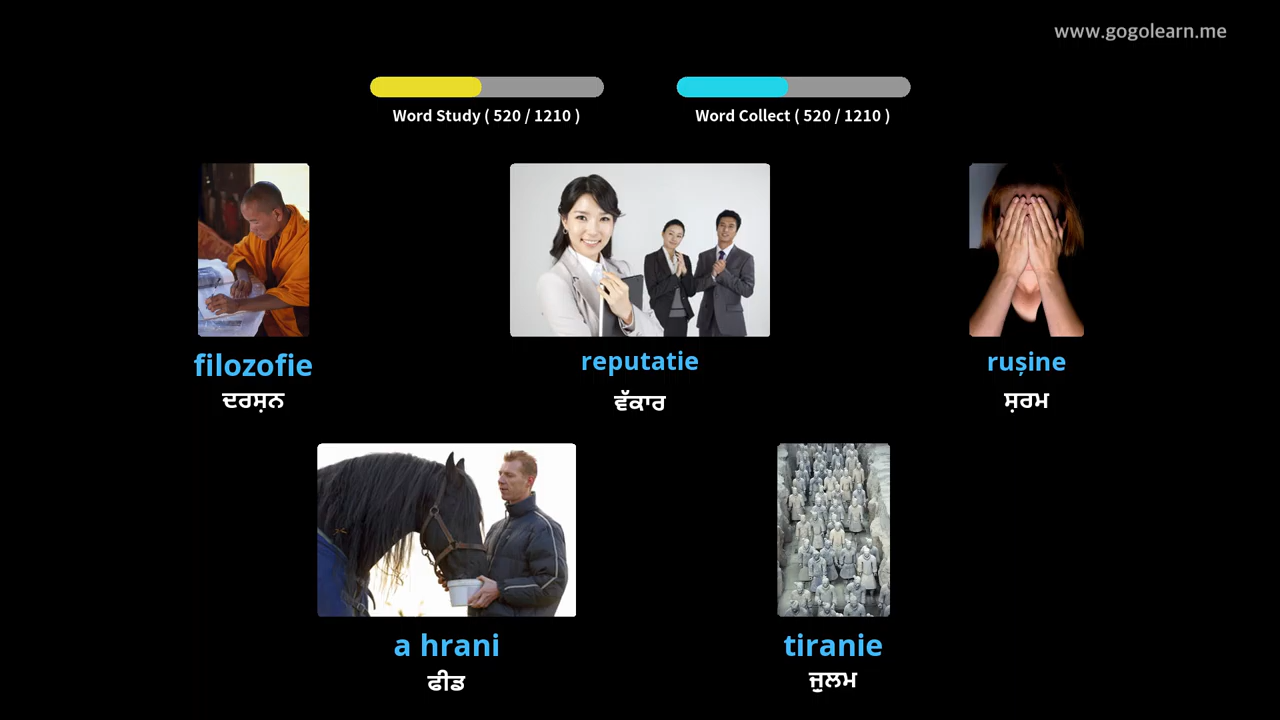 www.gogolearn.me
Word Study ( 520 / 1210 )
Word Collect ( 520 / 1210 )
filozofie
ਦਰਸ਼ਨ
reputatie
ਵੱਕਾਰ
rușine
ਸ਼ਰਮ
a hrani
ਫੀਡ
tiranie
ਜੁਲਮ